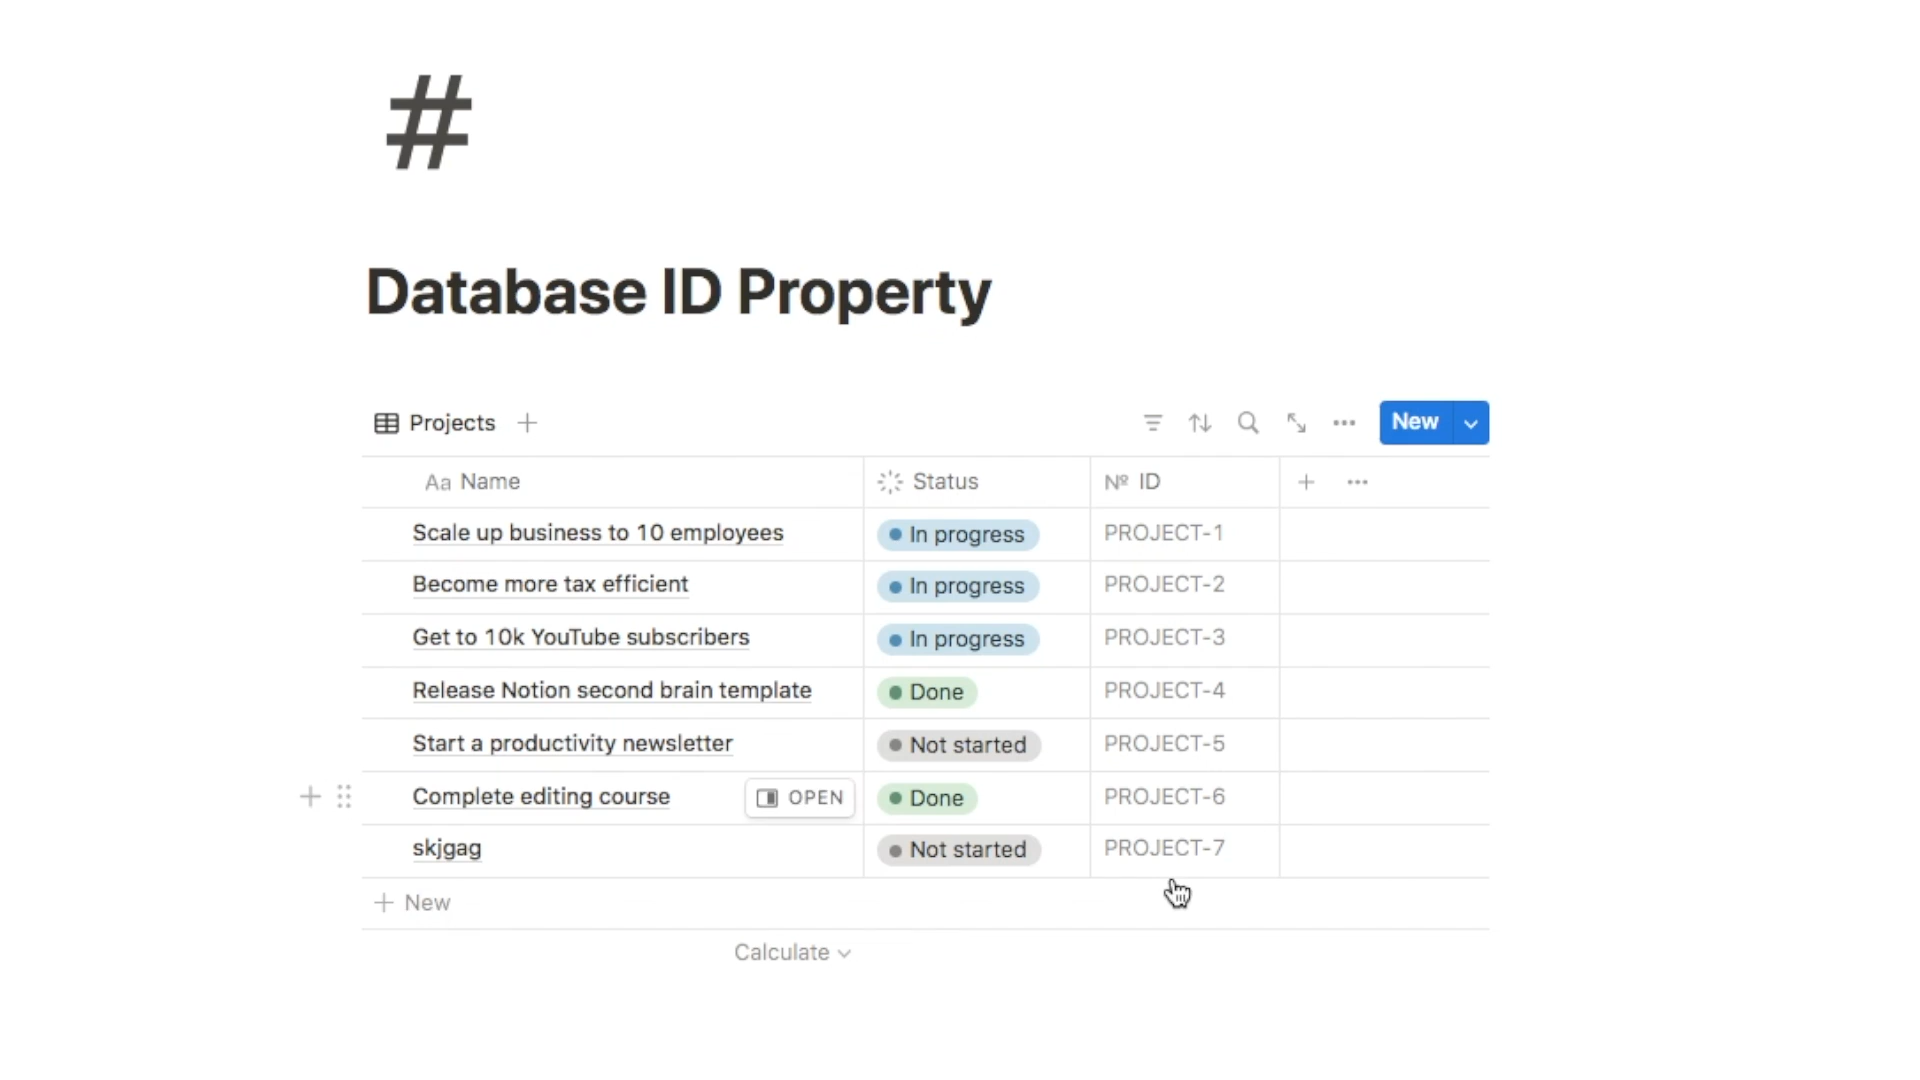 #
Database ID Property
Projects
New
Aa Name Status Nº ID
Scale up business to 10 employees In progress PROJECT-1
Become more tax efficient In progress PROJECT-2
Get to 10k YouTube subscribers In progress PROJECT-3
Release Notion second brain template Done PROJECT-4
Start a productivity newsletter Not started PROJECT-5
Complete editing course OPEN Done PROJECT-6
skjgag Not started PROJECT-7
New
Calculate